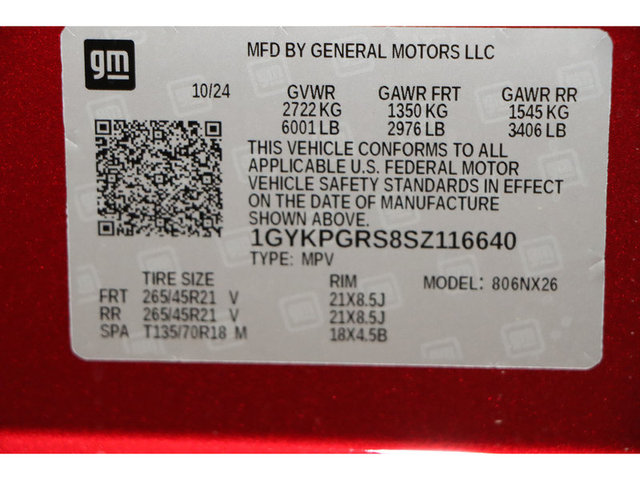 gm
MFD BY GENERAL MOTORS LLC
10/24 GVWR GAWR FRT GAWR RR
2722 KG 1350 KG 1545 KG
6001 LB 2976 LB 3406 LB
THIS VEHICLE CONFORMS TO ALL
APPLICABLE U.S. FEDERAL MOTOR
VEHICLE SAFETY STANDARDS IN EFFECT
ON THE DATE OF MANUFACTURE
SHOWN ABOVE.
1GYKPGRS8SZ116640
TYPE: MPV
TIRE SIZE RIM MODEL: 806NX26
FRT 265/45R21 V 21X8.5J
RR 265/45R21 V 21X8.5J
SPA T135/70R18 M 18X4.5B